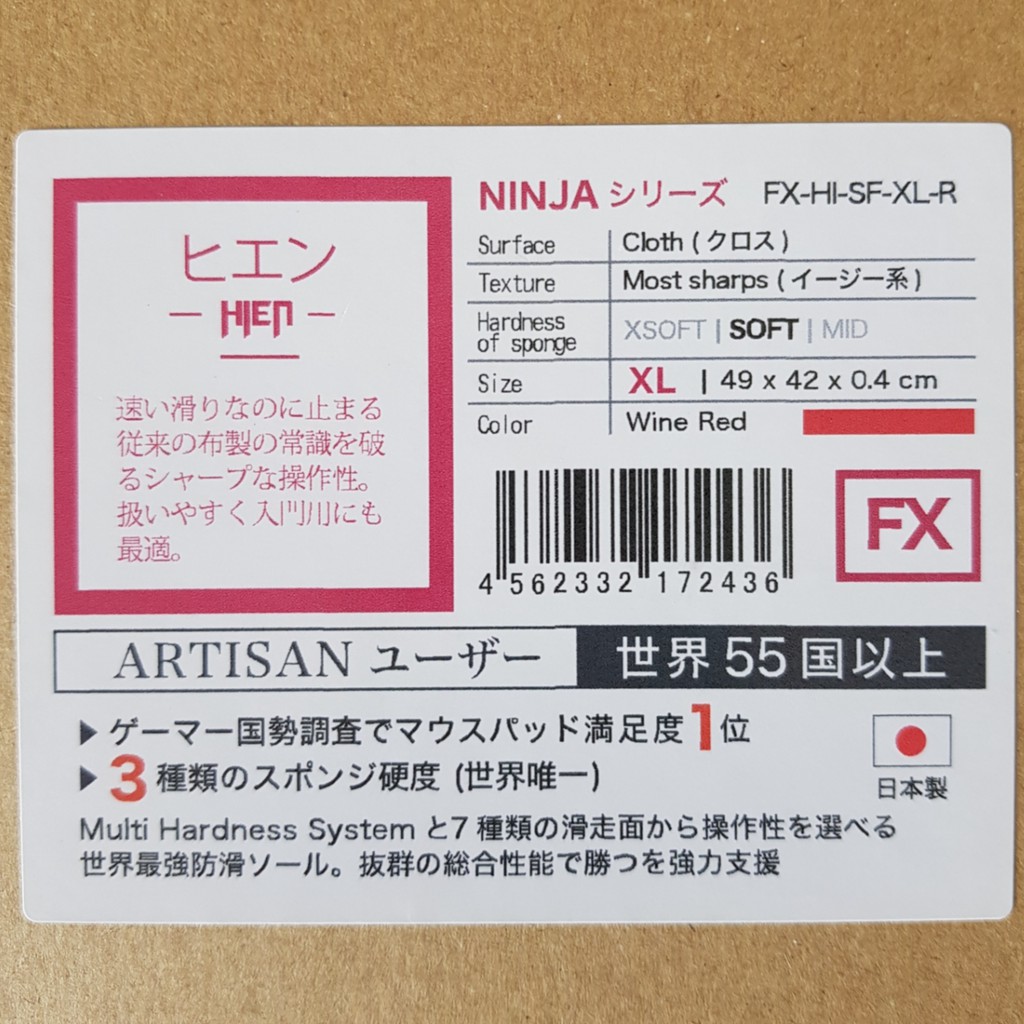 ヒエン
HIEN
速い滑りなのに止まる
従来の布製の常識を破
るシャープな操作性。
扱いやすく入門用にも
最適。
NINJA シリーズ FX-HI-SF-XL-R
Surface Cloth ( クロス )
Texture Most sharps ( イージー系 )
Hardness of sponge XSOFT | SOFT | MID
Size XL | 49 x 42 x 0.4 cm
Color Wine Red
4 562332 172436
FX
ARTISAN ユーザー 世界 55 国以上
▶ ゲーマー国勢調査でマウスパッド満足度1位
▶ 3種類のスポンジ硬度 (世界唯一)
日本製
Multi Hardness System と7 種類の滑走面から操作性を選べる
世界最強防滑ソール。抜群の総合性能で勝つを強力支援